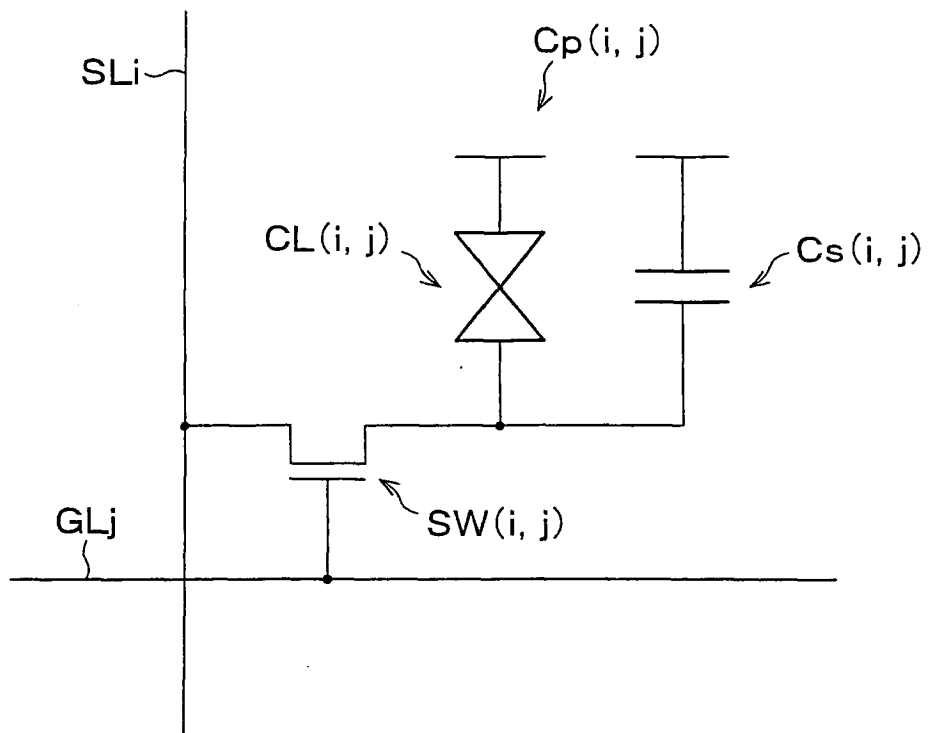 Cp(i, j)
SLi
CL(i, j)
Cs(i, j)
SW(i, j)
GLj